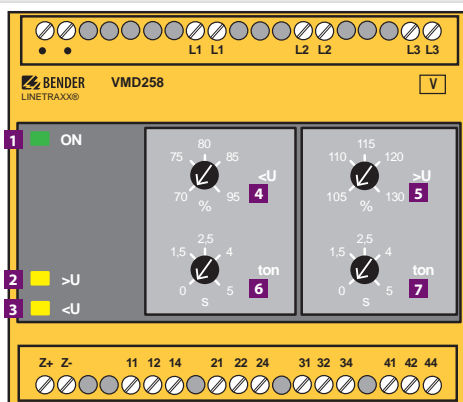 L1 L1 L2 L2 L3 L3
BENDER VMD258 V
LINETRAXX®
1 ON
80
75 85
<U
70 95 4
%
2,5
1,5 4
ton
0 5 6
s
115
110 120
>U
105 130 5
%
2,5
1,5 4
ton
0 5 7
s
2 >U
3 <U
Z+ Z- 11 12 14 21 22 24 31 32 34 41 42 44